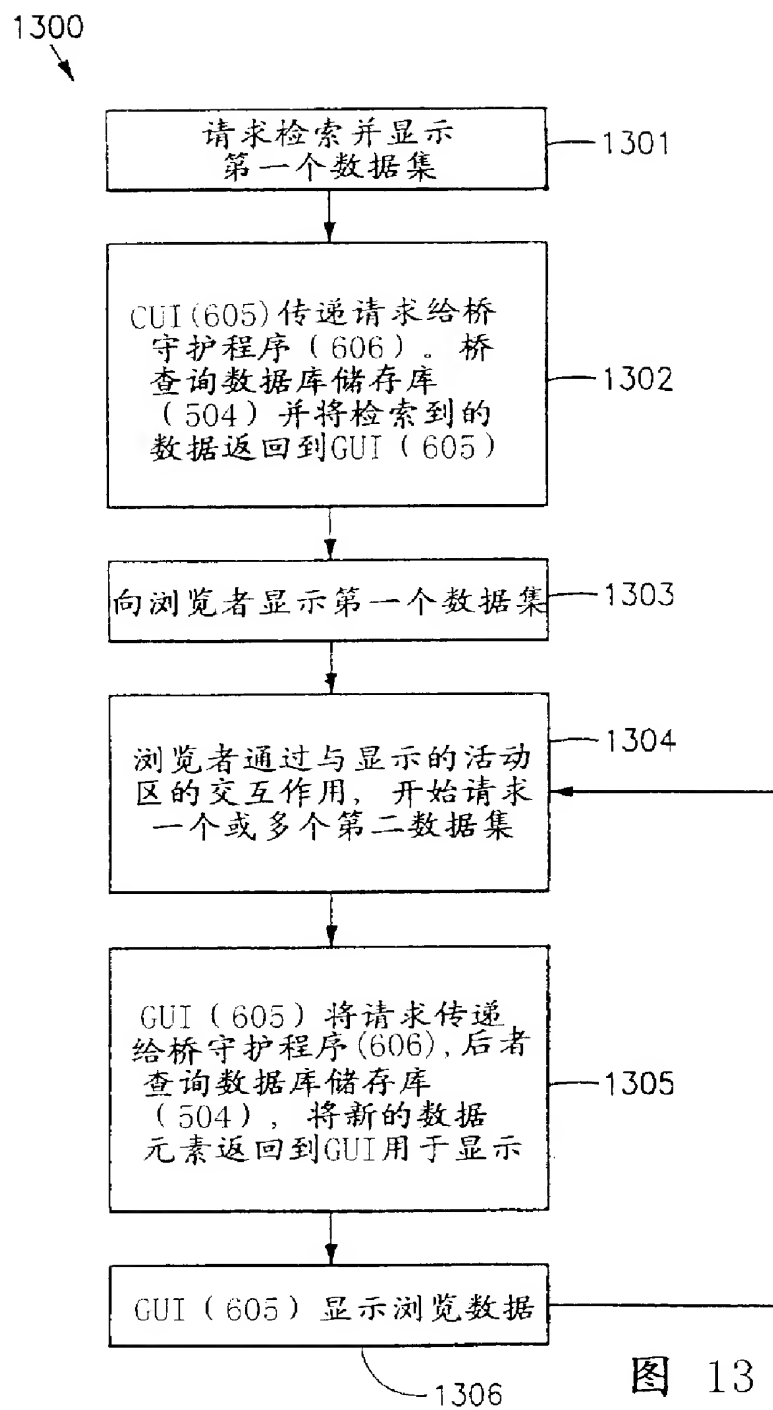 1300
请求检索并显示
第一个数据集
1301
CUI(605)传递请求给桥
守护程序(606)。桥
查询数据库储存库
(504)并将检索到的
数据返回到GUI(605)
1302
向浏览者显示第一个数据集
1303
浏览者通过与显示的活动
区的交互作用，开始请求
一个或多个第二数据集
1304
GUI(605)将请求传递
给桥守护程序(606),后者
查询数据库储存库
(504),将新的数据
元素返回到GUI用于显示
1305
GUI(605)显示浏览数据
1306
图 13